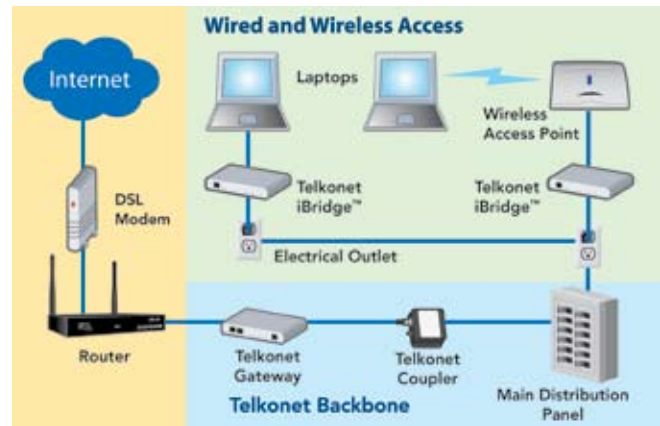 Wired and Wireless Access
Internet
Laptops
Wireless
Access Point
DSL
Modem
Telkonet
iBridge™
Telkonet
iBridge™
Electrical Outlet
Router
Telkonet
Gateway
Telkonet
Coupler
Main Distribution
Panel
Telkonet Backbone